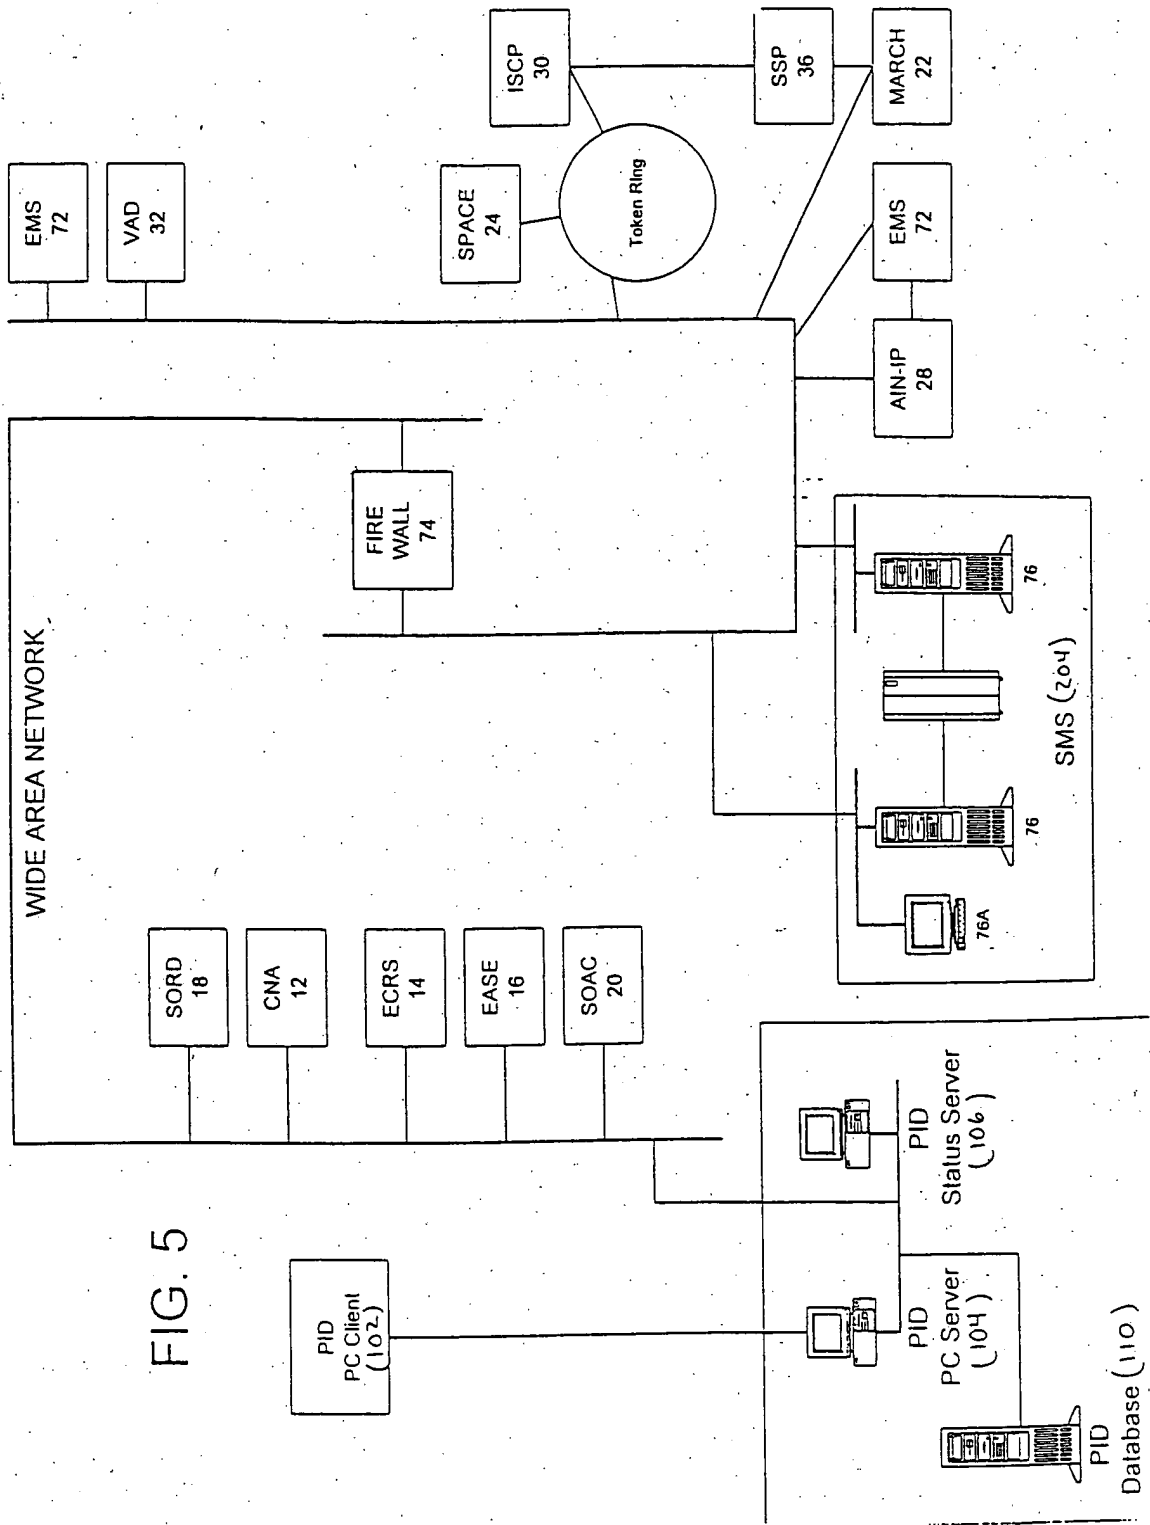 FIG. 5
WIDE AREA NETWORK
PID
PC Client
(102)
SORD
18
CNA
12
ECRS
14
EASE
16
SOAC
20
FIRE
WALL
74
EMS
72
VAD
32
SPACE
24
Token Ring
ISCP
30
SSP
36
MARCH
22
EMS
72
AIN-IP
28
76
76
76A
SMS (204)
PID
Status Server
(106)
PID
PC Server
(104)
PID
Database (110)